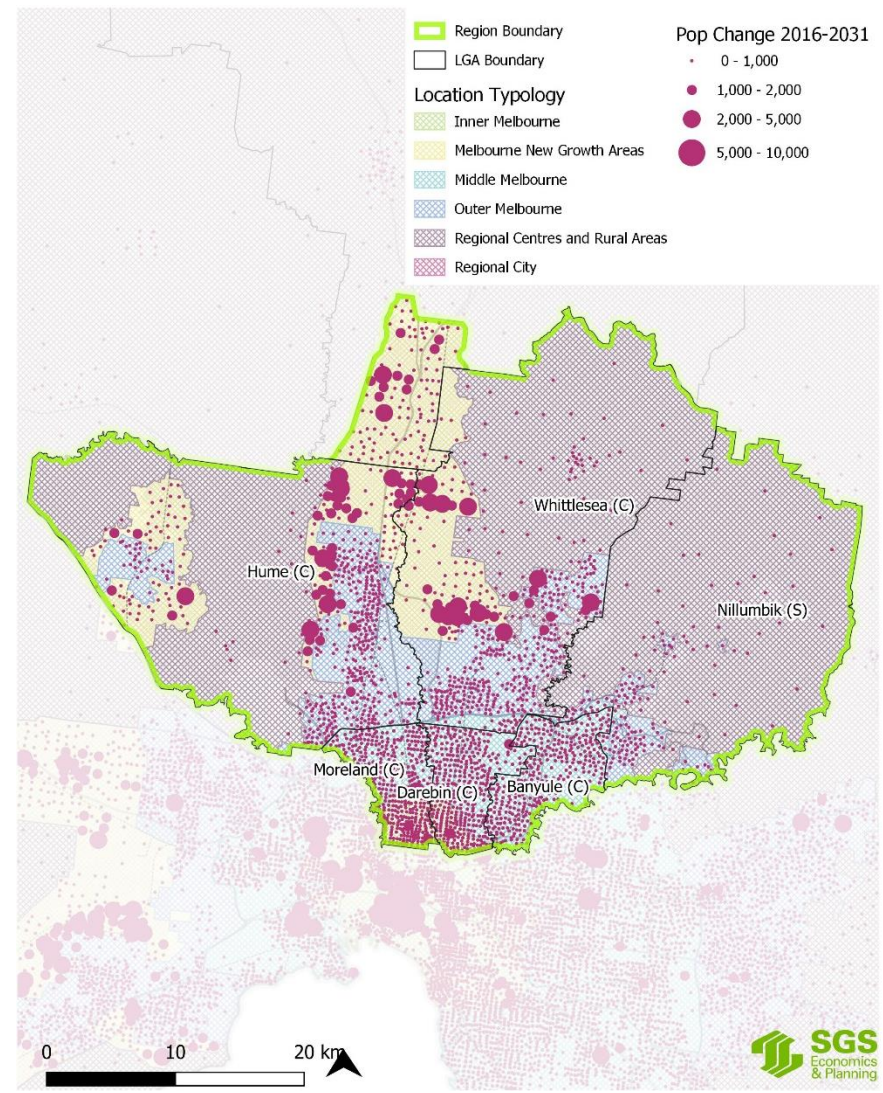 Region Boundary
LGA Boundary
Location Typology
Inner Melbourne
Melbourne New Growth Areas
Middle Melbourne
Outer Melbourne
Regional Centres and Rural Areas
Regional City
Pop Change 2016-2031
0 - 1,000
1,000 - 2,000
2,000 - 5,000
5,000 - 10,000
Whittlesea (C)
Hume (C)
Nillumbik (S)
Moreland (C)
Darebin (C)
Banyule (C)
0 10 20 km
SGS
Economics
& Planning